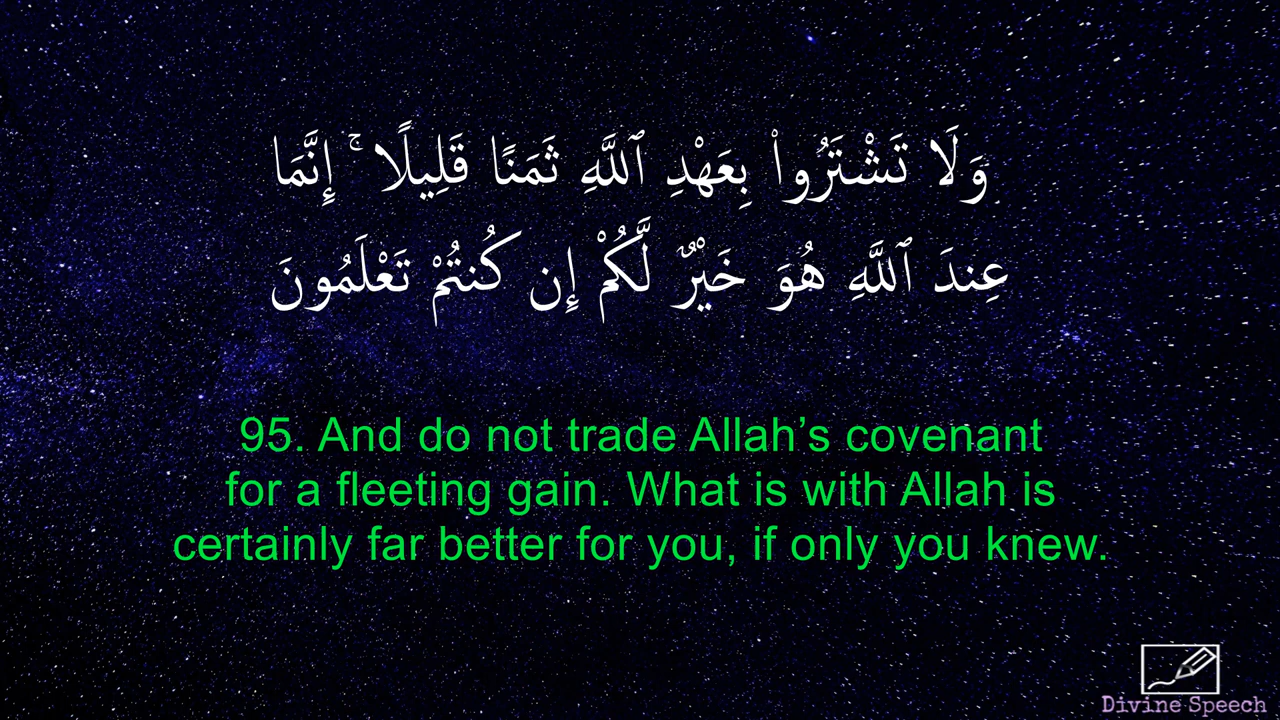 وَلَا تَشْتَرُوا۟ بِعَهْدِ ٱللَّهِ ثَمَنًا قَلِيلًا ۚ إِنَّمَا
عِندَ ٱللَّهِ هُوَ خَيْرٌ لَّكُمْ إِن كُنتُمْ تَعْلَمُونَ
95. And do not trade Allah’s covenant
for a fleeting gain. What is with Allah is
certainly far better for you, if only you knew.
Divine Speech